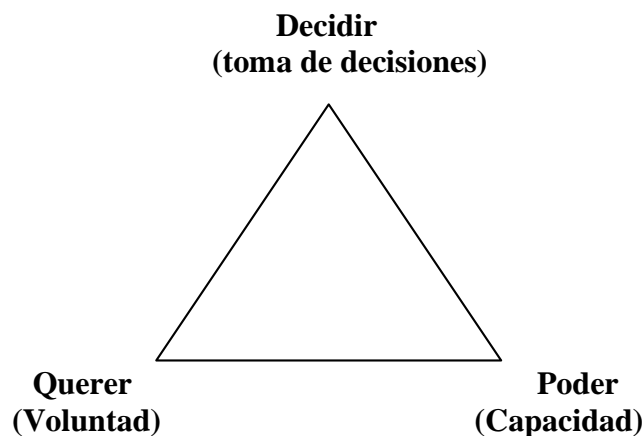 Decidir
(toma de decisiones)
Querer
(Voluntad)
Poder
(Capacidad)